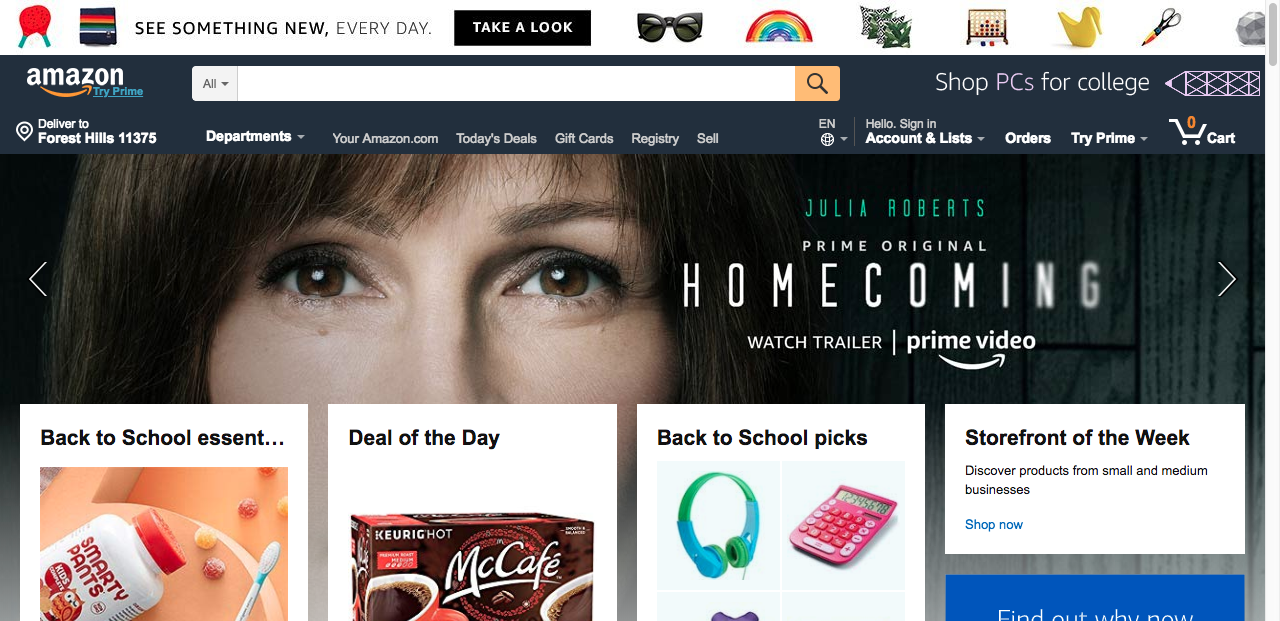 SEE SOMETHING NEW, EVERY DAY. TAKE A LOOK
amazon
Try Prime
All
Shop PCs for college
Deliver to
Forest Hills 11375
Departments
Your Amazon.com Today's Deals Gift Cards Registry Sell
EN
Hello. Sign in
Account & Lists
Orders
Try Prime
0
Cart
JULIA ROBERTS
PRIME ORIGINAL
HOMECOMING
WATCH TRAILER | prime video
Back to School essent...
SMARTY
PANTS
KIDS
Deal of the Day
KEURIG HOT
PREMIUM ROAST
MEDIUM
McCafé
Back to School picks
Storefront of the Week
Discover products from small and medium
businesses
Shop now
Find out why now